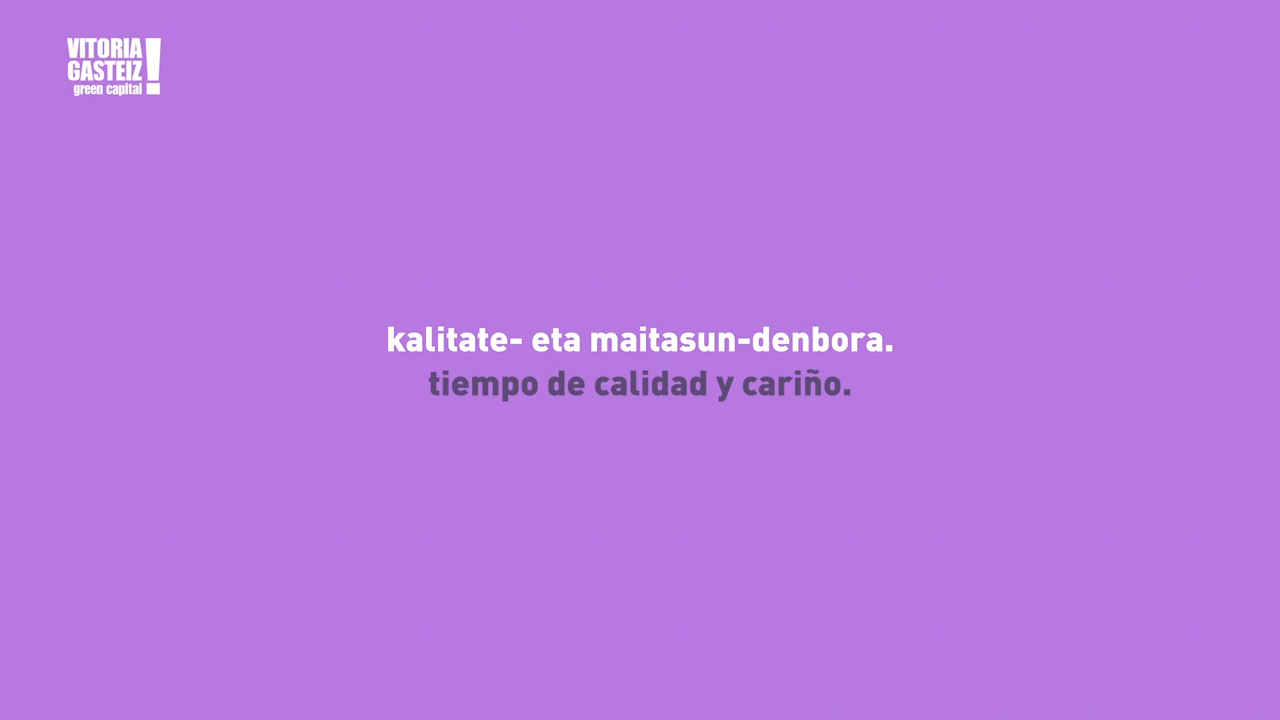 VITORIA
GASTEIZ!
green capital
kalitate- eta maitasun-denbora.
tiempo de calidad y cariño.